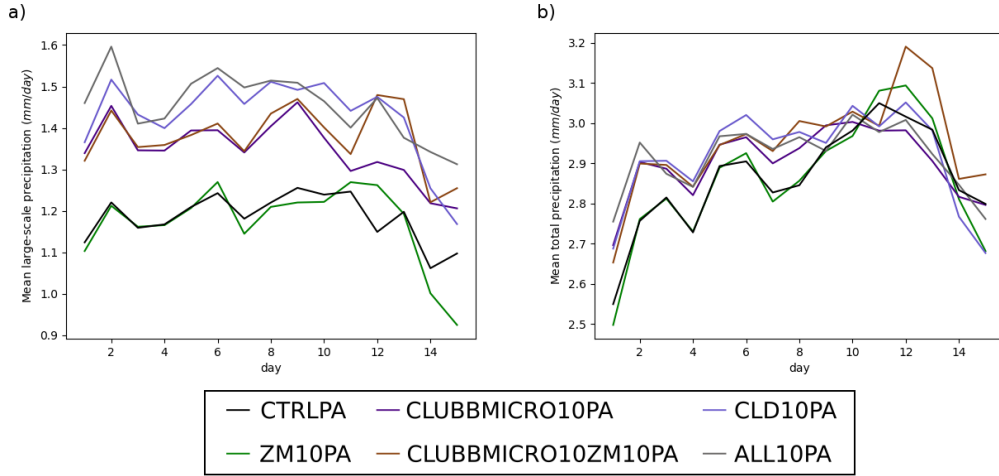 a)
Mean large-scale precipitation (mm/day)
1.6
1.5
1.4
1.3
1.2
1.1
1.0
0.9
2 4 6 8 10 12 14
day
b)
Mean total precipitation (mm/day)
3.2
3.1
3.0
2.9
2.8
2.7
2.6
2.5
2 4 6 8 10 12 14
day
CTRLPA CLUBBMICRO10PA CLD10PA
ZM10PA CLUBBMICRO10ZM10PA ALL10PA